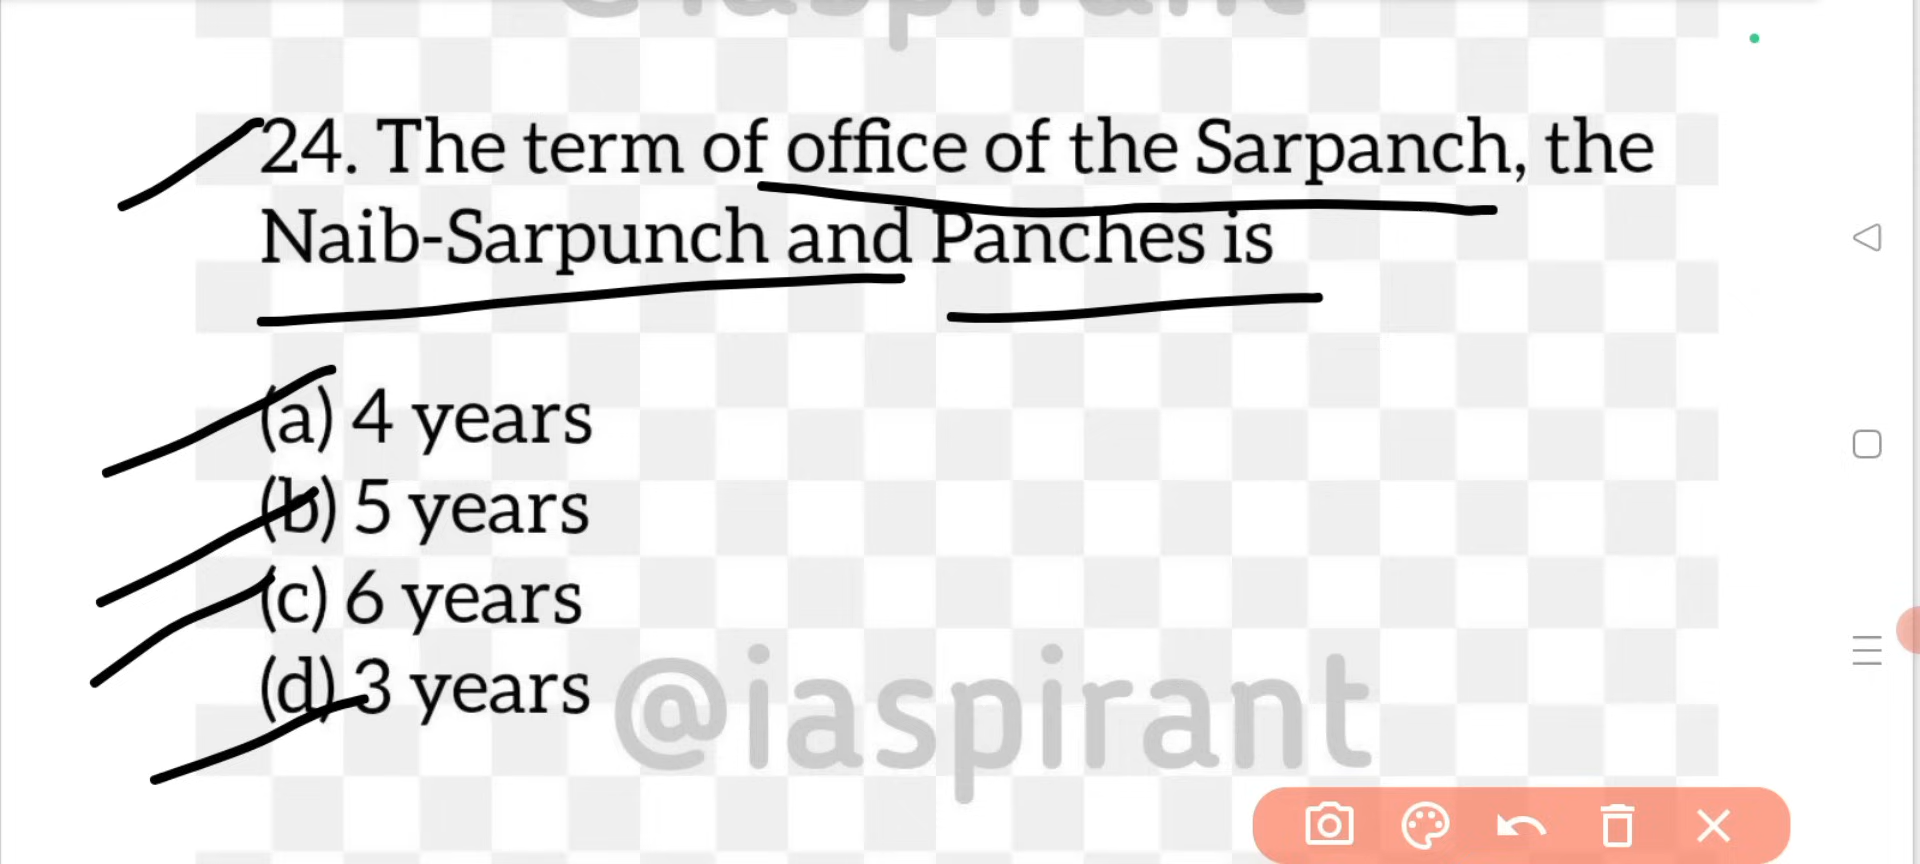 24. The term of office of the Sarpanch, the
Naib-Sarpunch and Panches is
(a) 4 years
(b) 5 years
(c) 6 years
(d) 3 years
@iaspirant